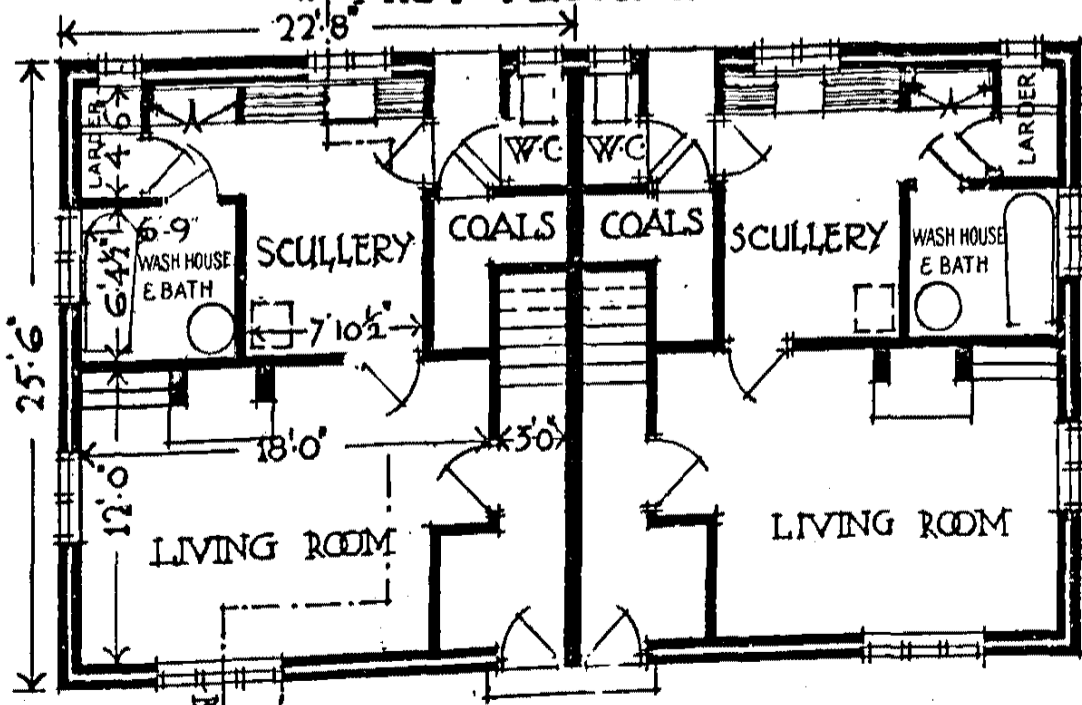 22'·8"
LARDER
6"
4'
W·C
W·C
LARDER
COALS
COALS
SCULLERY
SCULLERY
6'-9"
WASH HOUSE
& BATH
WASH HOUSE
& BATH
6'·4½"
7'10½"
25'·6"
18'·0"
3'·0"
12'·0"
LIVING ROOM
LIVING ROOM